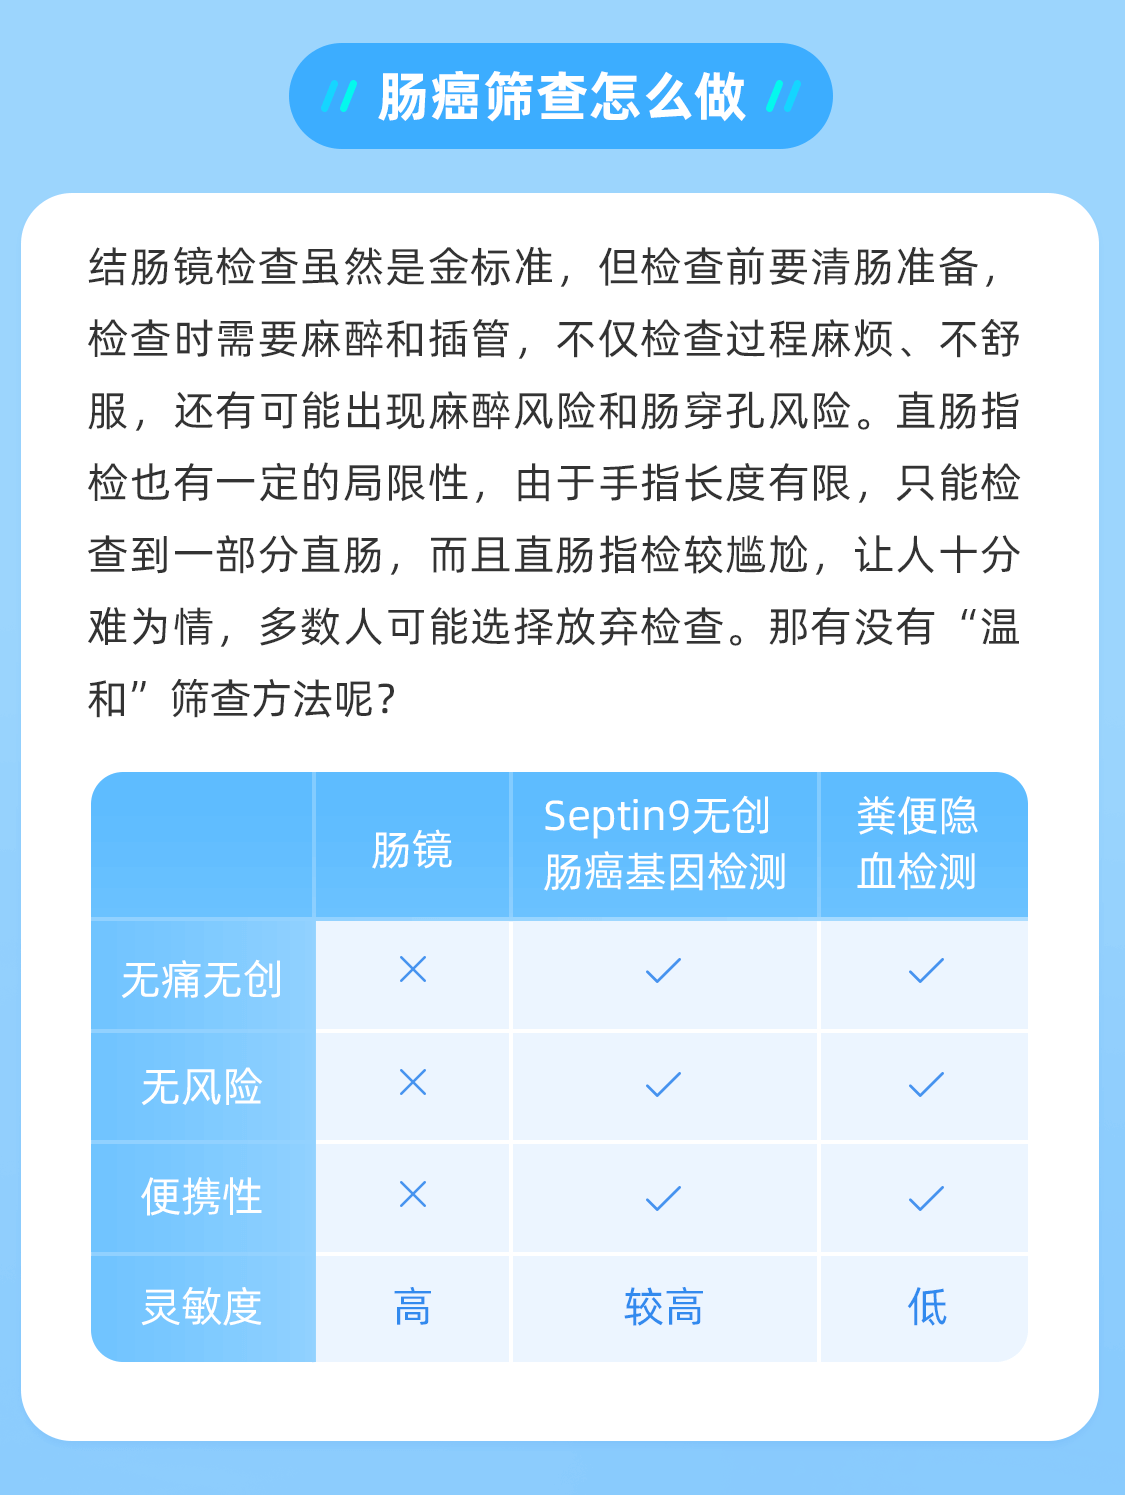 肠癌筛查怎么做
结肠镜检查虽然是金标准，但检查前要清肠准备，
检查时需要麻醉和插管，不仅检查过程麻烦、不舒
服，还有可能出现麻醉风险和肠穿孔风险。直肠指
检也有一定的局限性，由于手指长度有限，只能检
查到一部分直肠，而且直肠指检较尴尬，让人十分
难为情，多数人可能选择放弃检查。那有没有“温
和”筛查方法呢？
肠镜
Septin9无创
肠癌基因检测
粪便隐
血检测
无痛无创
无风险
便携性
灵敏度
高
较高
低